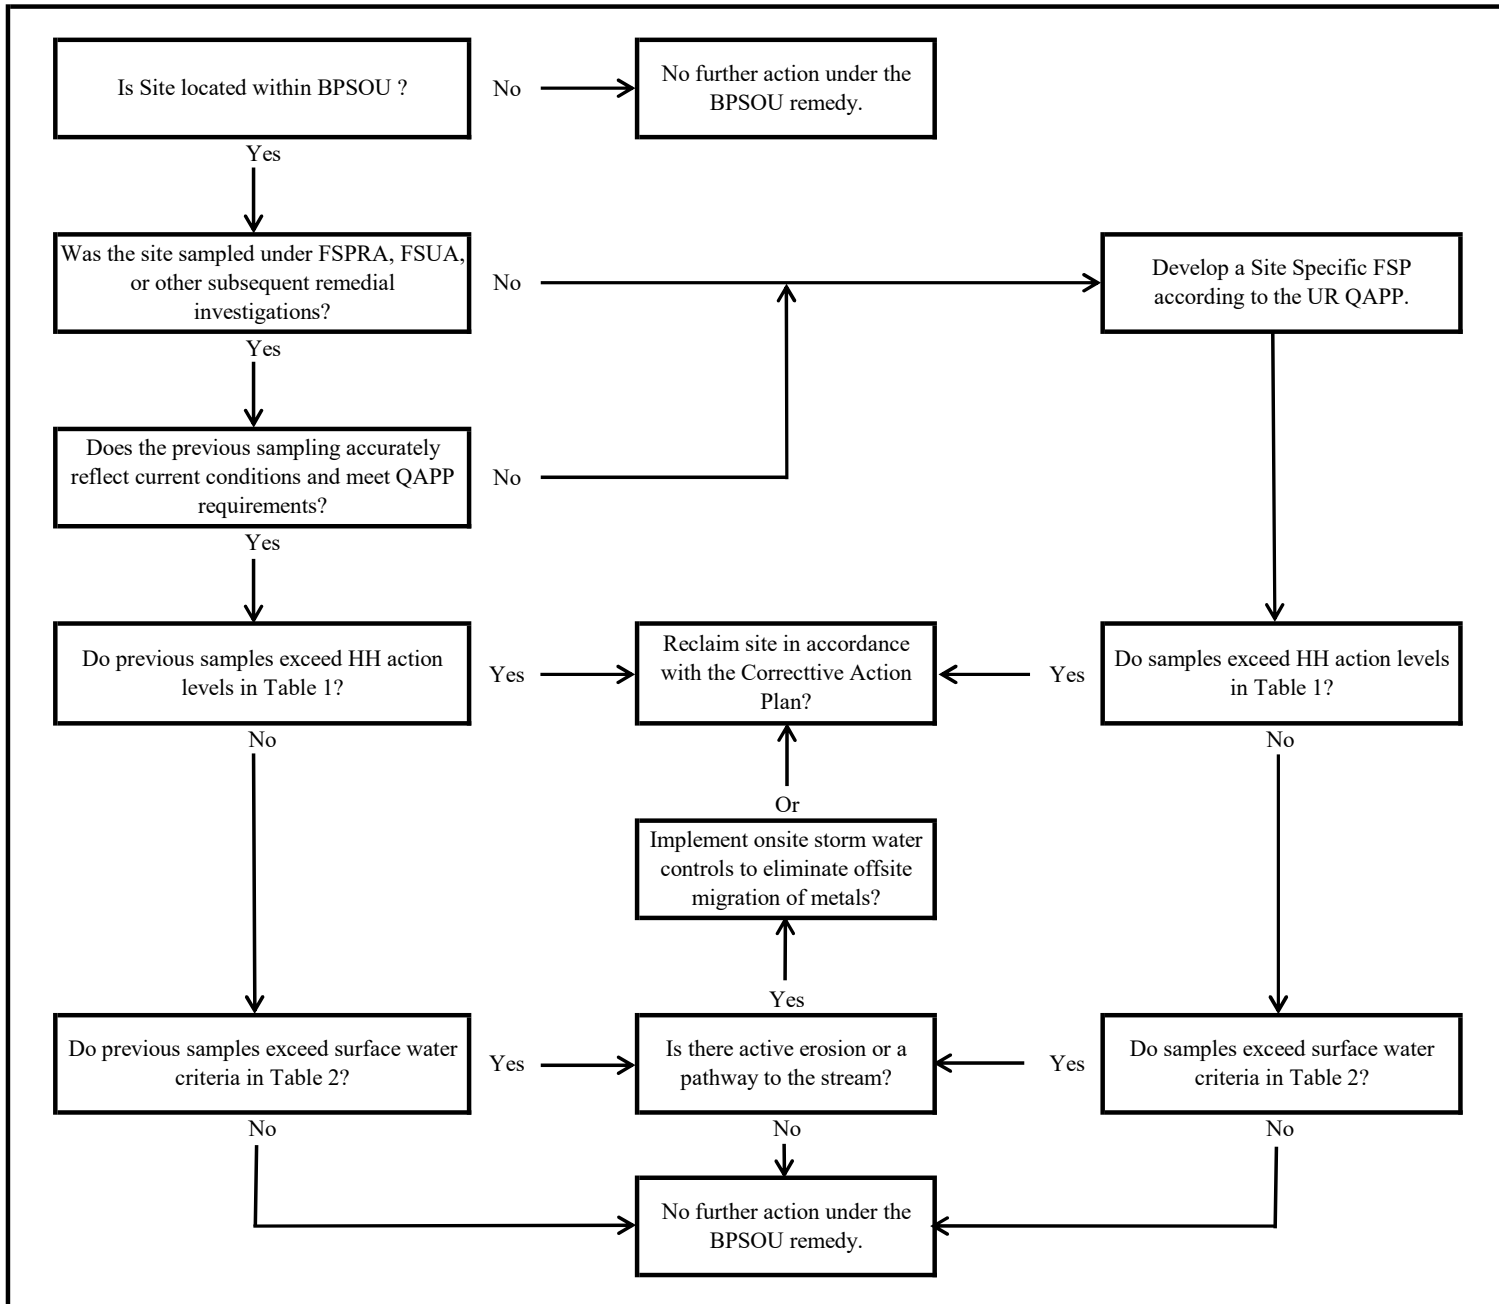 Is Site located within BPSOU ?
No
No further action under the
BPSOU remedy.
Yes
Was the site sampled under FSPRA, FSUA,
or other subsequent remedial
investigations?
No
Develop a Site Specific FSP
according to the UR QAPP.
Yes
Does the previous sampling accurately
reflect current conditions and meet QAPP
requirements?
No
Yes
Do previous samples exceed HH action
levels in Table 1?
Yes
Reclaim site in accordance
with the Correcttive Action
Plan?
Yes
Do samples exceed HH action levels
in Table 1?
No
No
Or
Implement onsite storm water
controls to eliminate offsite
migration of metals?
Yes
Do previous samples exceed surface water
criteria in Table 2?
Yes
Is there active erosion or a
pathway to the stream?
Yes
Do samples exceed surface water
criteria in Table 2?
No
No
No
No further action under the
BPSOU remedy.